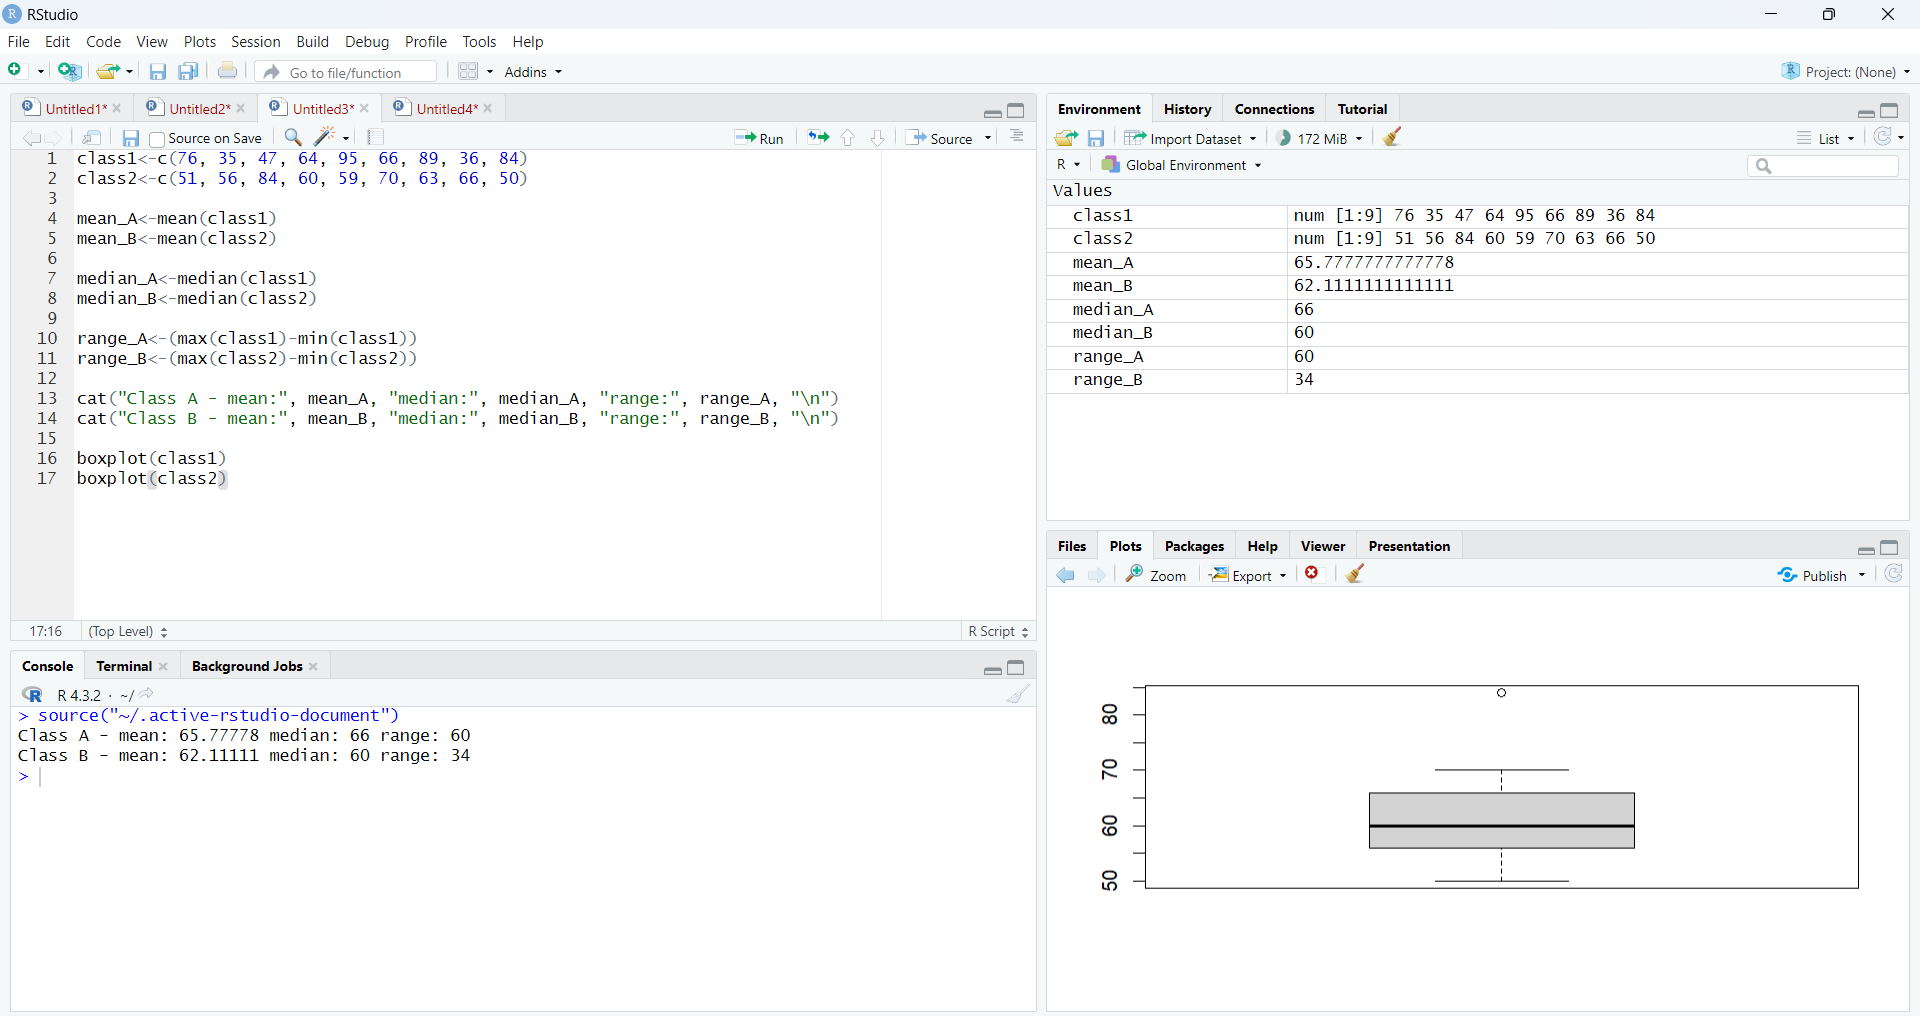 RStudio
File Edit Code View Plots Session Build Debug Profile Tools Help
Go to file/function Addins Project: (None)
Untitled1* Untitled2* Untitled3* Untitled4*
Source on Save Run Source
1 class1<-c(76, 35, 47, 64, 95, 66, 89, 36, 84)
2 class2<-c(51, 56, 84, 60, 59, 70, 63, 66, 50)
3
4 mean_A<-mean(class1)
5 mean_B<-mean(class2)
6
7 median_A<-median(class1)
8 median_B<-median(class2)
9
10 range_A<-(max(class1)-min(class1))
11 range_B<-(max(class2)-min(class2))
12
13 cat("Class A - mean:", mean_A, "median:", median_A, "range:", range_A, "\n")
14 cat("Class B - mean:", mean_B, "median:", median_B, "range:", range_B, "\n")
15
16 boxplot(class1)
17 boxplot(class2)
17:16 (Top Level) R Script
Console Terminal Background Jobs
R 4.3.2 · ~/
> source("~/.active-rstudio-document")
Class A - mean: 65.77778 median: 66 range: 60
Class B - mean: 62.11111 median: 60 range: 34
>
Environment History Connections Tutorial
Import Dataset 172 MiB List
R Global Environment
Values
class1 num [1:9] 76 35 47 64 95 66 89 36 84
class2 num [1:9] 51 56 84 60 59 70 63 66 50
mean_A 65.7777777777778
mean_B 62.1111111111111
median_A 66
median_B 60
range_A 60
range_B 34
Files Plots Packages Help Viewer Presentation
Zoom Export Publish
80
70
60
50